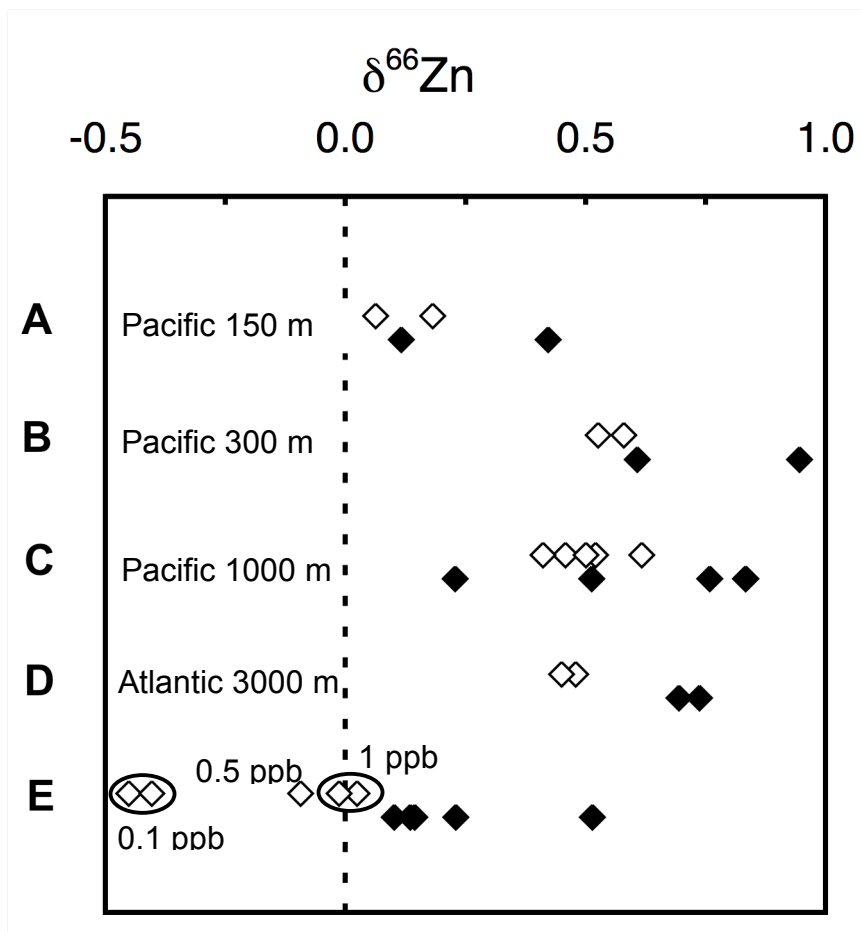 δ⁶⁶Zn
-0.5 0.0 0.5 1.0
A Pacific 150 m
B Pacific 300 m
C Pacific 1000 m
D Atlantic 3000 m
1 ppb
0.5 ppb
E
0.1 ppb